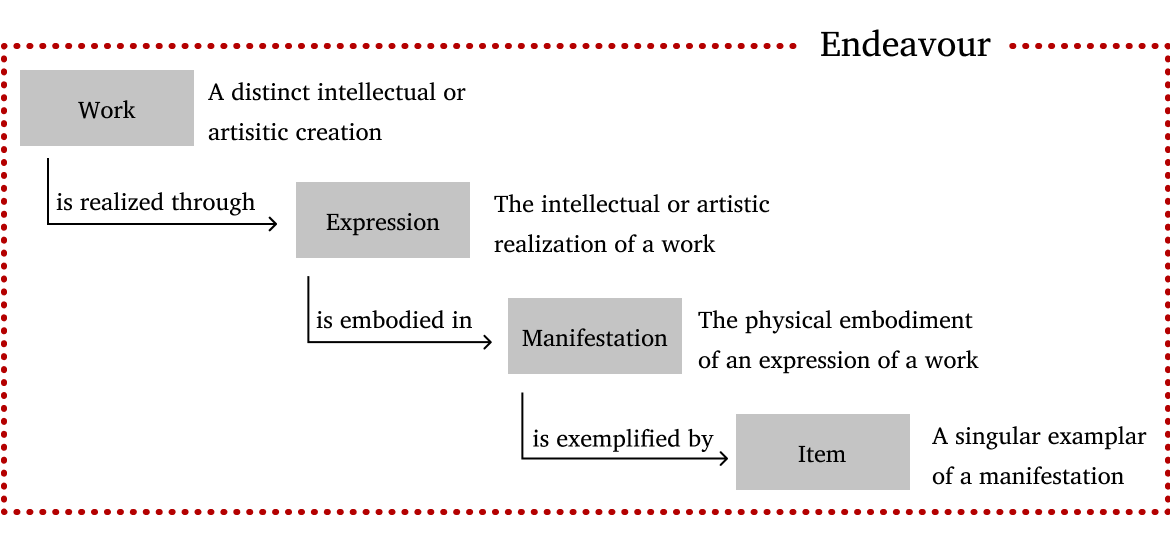 Endeavour
Work
A distinct intellectual or
artisitic creation
is realized through
Expression
The intellectual or artistic
realization of a work
is embodied in
Manifestation
The physical embodiment
of an expression of a work
is exemplified by
Item
A singular examplar
of a manifestation